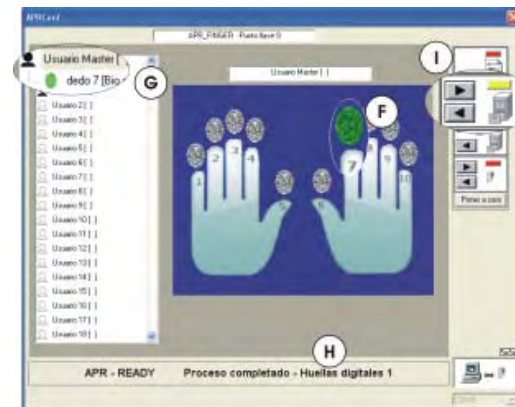 APRCard
APR_FINGER - Punto llave 0
Usuario Master [
dedo 7 [Bio
G
Usuario Master [ ]
I
F
Usuario 2 [ ]
Usuario 3 [ ]
Usuario 4 [ ]
Usuario 5 [ ]
Usuario 6 [ ]
Usuario 7 [ ]
Usuario 8 [ ]
Usuario 9 [ ]
Usuario 10 [ ]
Usuario 11 [ ]
Usuario 12 [ ]
Usuario 13 [ ]
Usuario 14 [ ]
Usuario 15 [ ]
Usuario 16 [ ]
Usuario 17 [ ]
Usuario 18 [ ]
1 2 3 4 7 8 9 10
5 6
Poner a cero
H
APR - READY Proceso completado - Huellas digitales 1